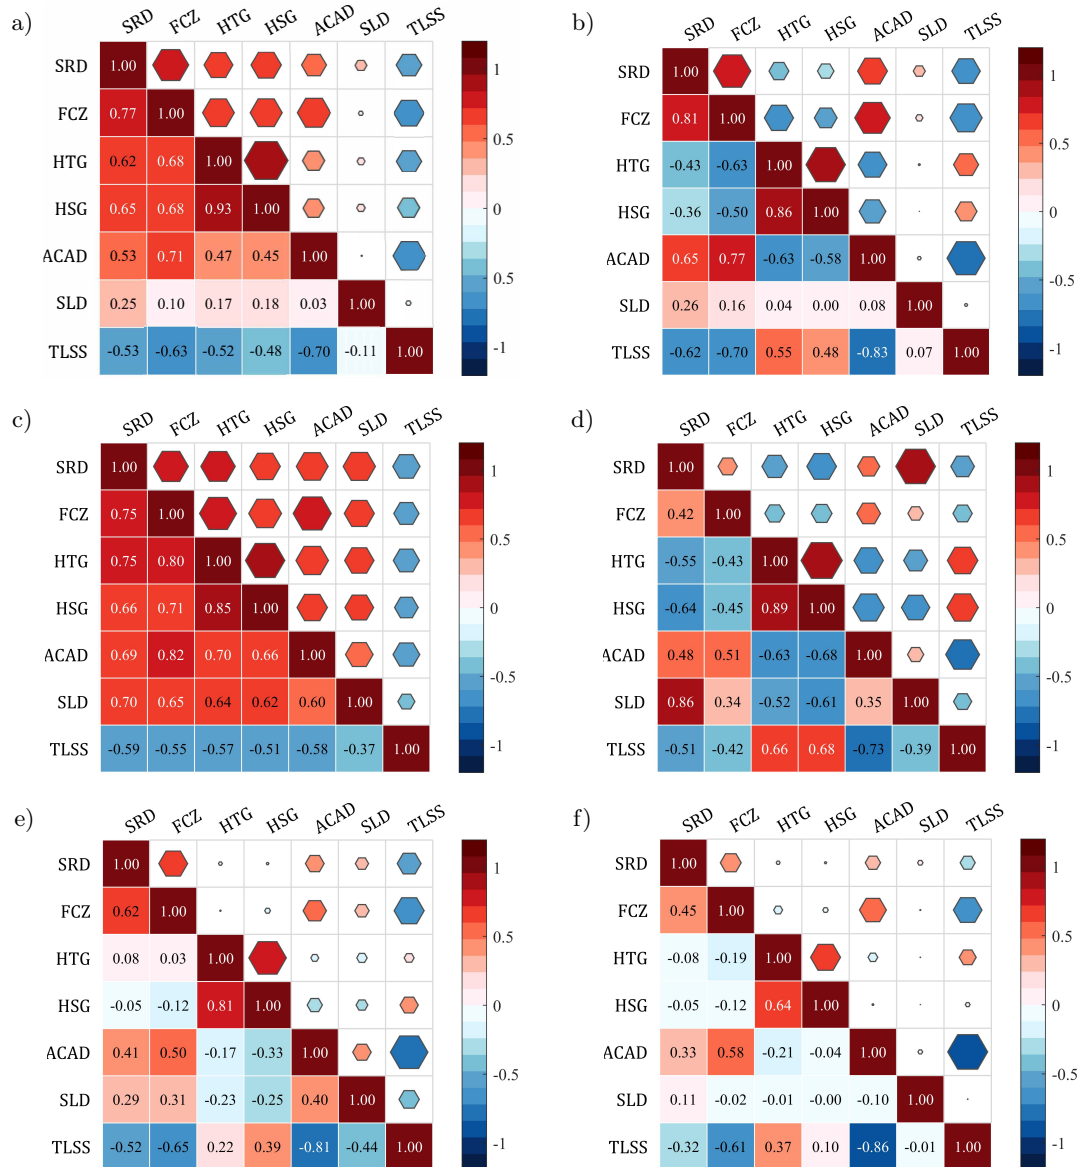 a)
SRD FCZ HTG HSG ACAD SLD TLSS
SRD 1.00
FCZ 0.77 1.00
HTG 0.62 0.68 1.00
HSG 0.65 0.68 0.93 1.00
ACAD 0.53 0.71 0.47 0.45 1.00
SLD 0.25 0.10 0.17 0.18 0.03 1.00
TLSS -0.53 -0.63 -0.52 -0.48 -0.70 -0.11 1.00
1
0.5
0
0.5
-1
b)
SRD FCZ HTG HSG ACAD SLD TLSS
SRD 1.00
FCZ 0.81 1.00
HTG -0.43 -0.63 1.00
HSG -0.36 -0.50 0.86 1.00
ACAD 0.65 0.77 -0.63 -0.58 1.00
SLD 0.26 0.16 0.04 0.00 0.08 1.00
TLSS -0.62 -0.70 0.55 0.48 -0.83 0.07 1.00
1
0.5
0
-0.5
-1
c)
SRD FCZ HTG HSG ACAD SLD TLSS
SRD 1.00
FCZ 0.75 1.00
HTG 0.75 0.80 1.00
HSG 0.66 0.71 0.85 1.00
ACAD 0.69 0.82 0.70 0.66 1.00
SLD 0.70 0.65 0.64 0.62 0.60 1.00
TLSS -0.59 -0.55 -0.57 -0.51 -0.58 -0.37 1.00
1
0.5
0
-0.5
-1
d)
SRD FCZ HTG HSG ACAD SLD TLSS
SRD 1.00
FCZ 0.42 1.00
HTG -0.55 -0.43 1.00
HSG -0.64 -0.45 0.89 1.00
ACAD 0.48 0.51 -0.63 -0.68 1.00
SLD 0.86 0.34 -0.52 -0.61 0.35 1.00
TLSS -0.51 -0.42 0.66 0.68 -0.73 -0.39 1.00
1
0.5
0
-0.5
-1
e)
SRD FCZ HTG HSG ACAD SLD TLSS
SRD 1.00
FCZ 0.62 1.00
HTG 0.08 0.03 1.00
HSG -0.05 -0.12 0.81 1.00
ACAD 0.41 0.50 -0.17 -0.33 1.00
SLD 0.29 0.31 -0.23 -0.25 0.40 1.00
TLSS -0.52 -0.65 0.22 0.39 -0.81 -0.44 1.00
1
0.5
0
-0.5
-1
f)
SRD FCZ HTG HSG ACAD SLD TLSS
SRD 1.00
FCZ 0.45 1.00
HTG -0.08 -0.19 1.00
HSG -0.05 -0.12 0.64 1.00
ACAD 0.33 0.58 -0.21 -0.04 1.00
SLD 0.11 -0.02 -0.01 -0.00 -0.10 1.00
TLSS -0.32 -0.61 0.37 0.10 -0.86 -0.01 1.00
1
0.5
0
-0.5
-1